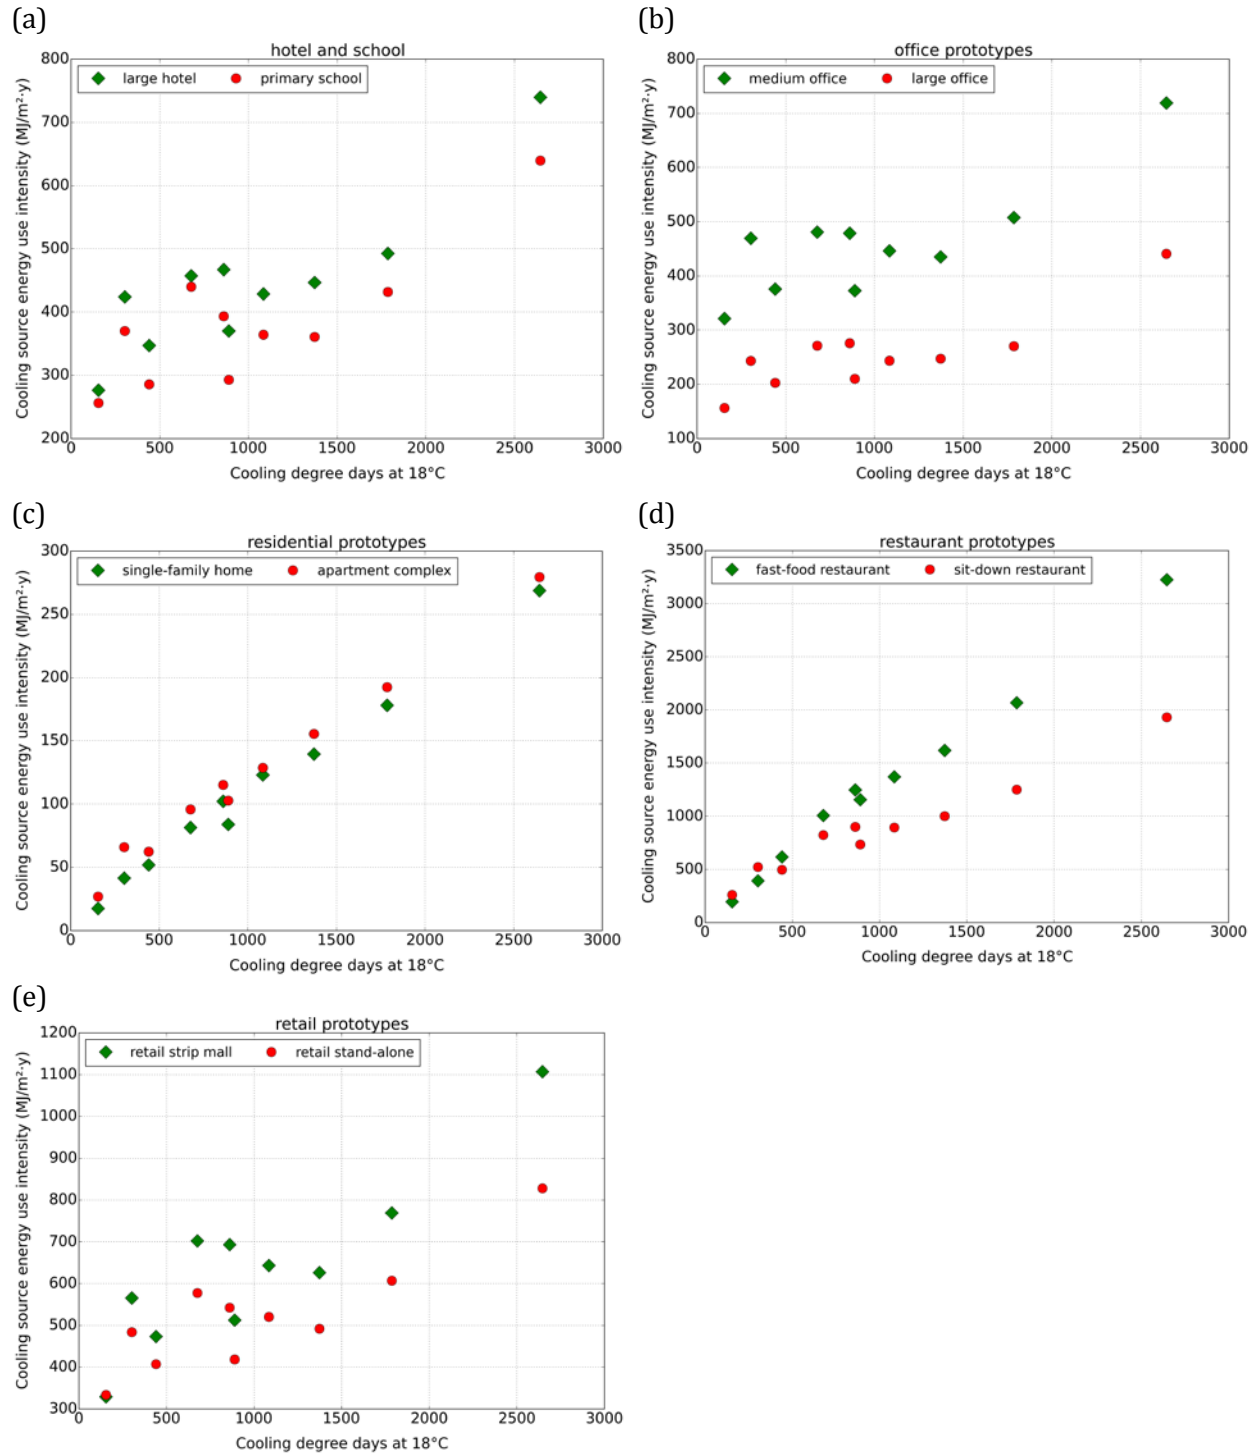 (a)
hotel and school
large hotel primary school
Cooling source energy use intensity (MJ/m²·y)
800
700
600
500
400
300
200
0 500 1000 1500 2000 2500 3000
Cooling degree days at 18°C
(b)
office prototypes
medium office large office
Cooling source energy use intensity (MJ/m²·y)
800
700
600
500
400
300
200
100
0 500 1000 1500 2000 2500 3000
Cooling degree days at 18°C
(c)
residential prototypes
single-family home apartment complex
Cooling source energy use intensity (MJ/m²·y)
300
250
200
150
100
50
0
0 500 1000 1500 2000 2500 3000
Cooling degree days at 18°C
(d)
restaurant prototypes
fast-food restaurant sit-down restaurant
Cooling source energy use intensity (MJ/m²·y)
3500
3000
2500
2000
1500
1000
500
0
0 500 1000 1500 2000 2500 3000
Cooling degree days at 18°C
(e)
retail prototypes
retail strip mall retail stand-alone
Cooling source energy use intensity (MJ/m²·y)
1200
1100
1000
900
800
700
600
500
400
300
0 500 1000 1500 2000 2500 3000
Cooling degree days at 18°C